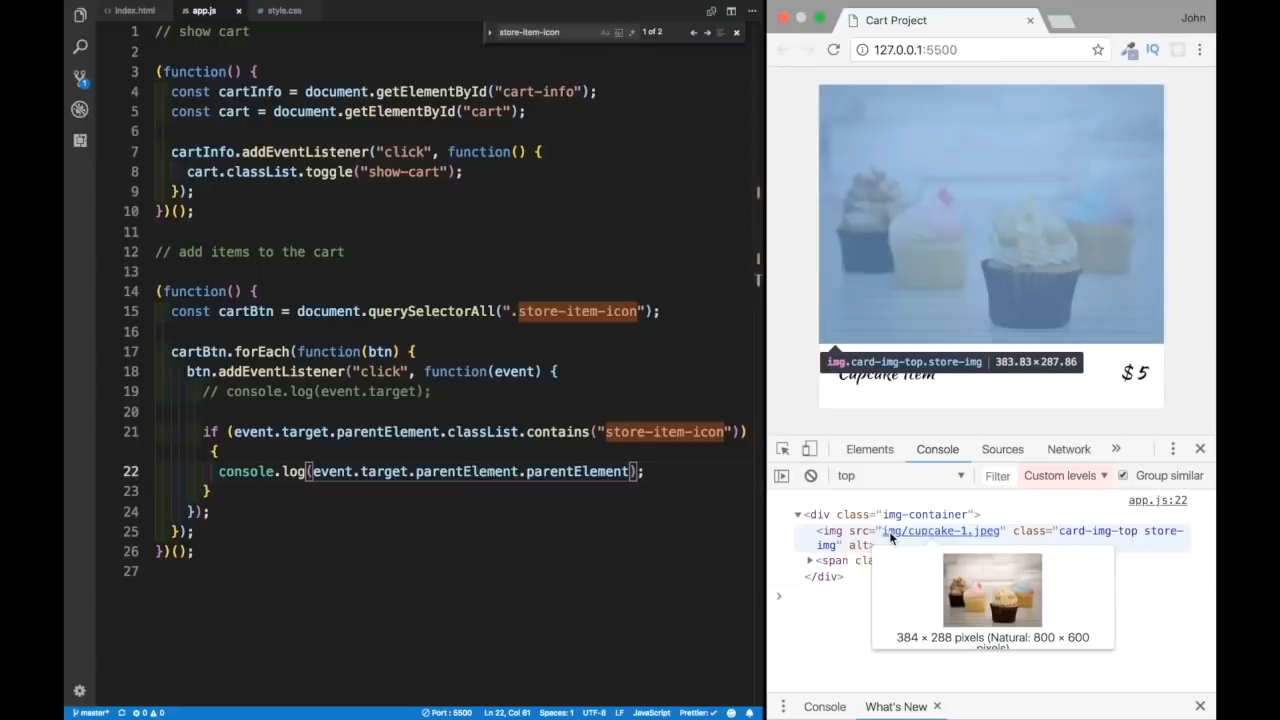 index.html
app.js
style.css
store-item-icon
1 of 2
1 // show cart
2
3 (function() {
4 const cartInfo = document.getElementById("cart-info");
5 const cart = document.getElementById("cart");
6
7 cartInfo.addEventListener("click", function() {
8 cart.classList.toggle("show-cart");
9 });
10 })();
11
12 // add items to the cart
13
14 (function() {
15 const cartBtn = document.querySelectorAll(".store-item-icon");
16
17 cartBtn.forEach(function(btn) {
18 btn.addEventListener("click", function(event) {
19 // console.log(event.target);
20
21 if (event.target.parentElement.classList.contains("store-item-icon"))
{
22 console.log(event.target.parentElement.parentElement);
23 }
24 });
25 });
26 })();
27
master*
0 0
Port : 5500
Ln 22, Col 61
Spaces: 1
UTF-8
LF
JavaScript
Prettier: ✓
Cart Project
John
127.0.0.1:5500
IQ
img.card-img-top.store-img | 383.83×287.86
Cupcake Item
$ 5
Elements
Console
Sources
Network
top
Filter
Custom levels
Group similar
app.js:22
<div class="img-container">
<img src="img/cupcake-1.jpeg" class="card-img-top store-
img" alt>
<span cla
</div>
384 × 288 pixels (Natural: 800 × 600
pixels)
Console
What's New